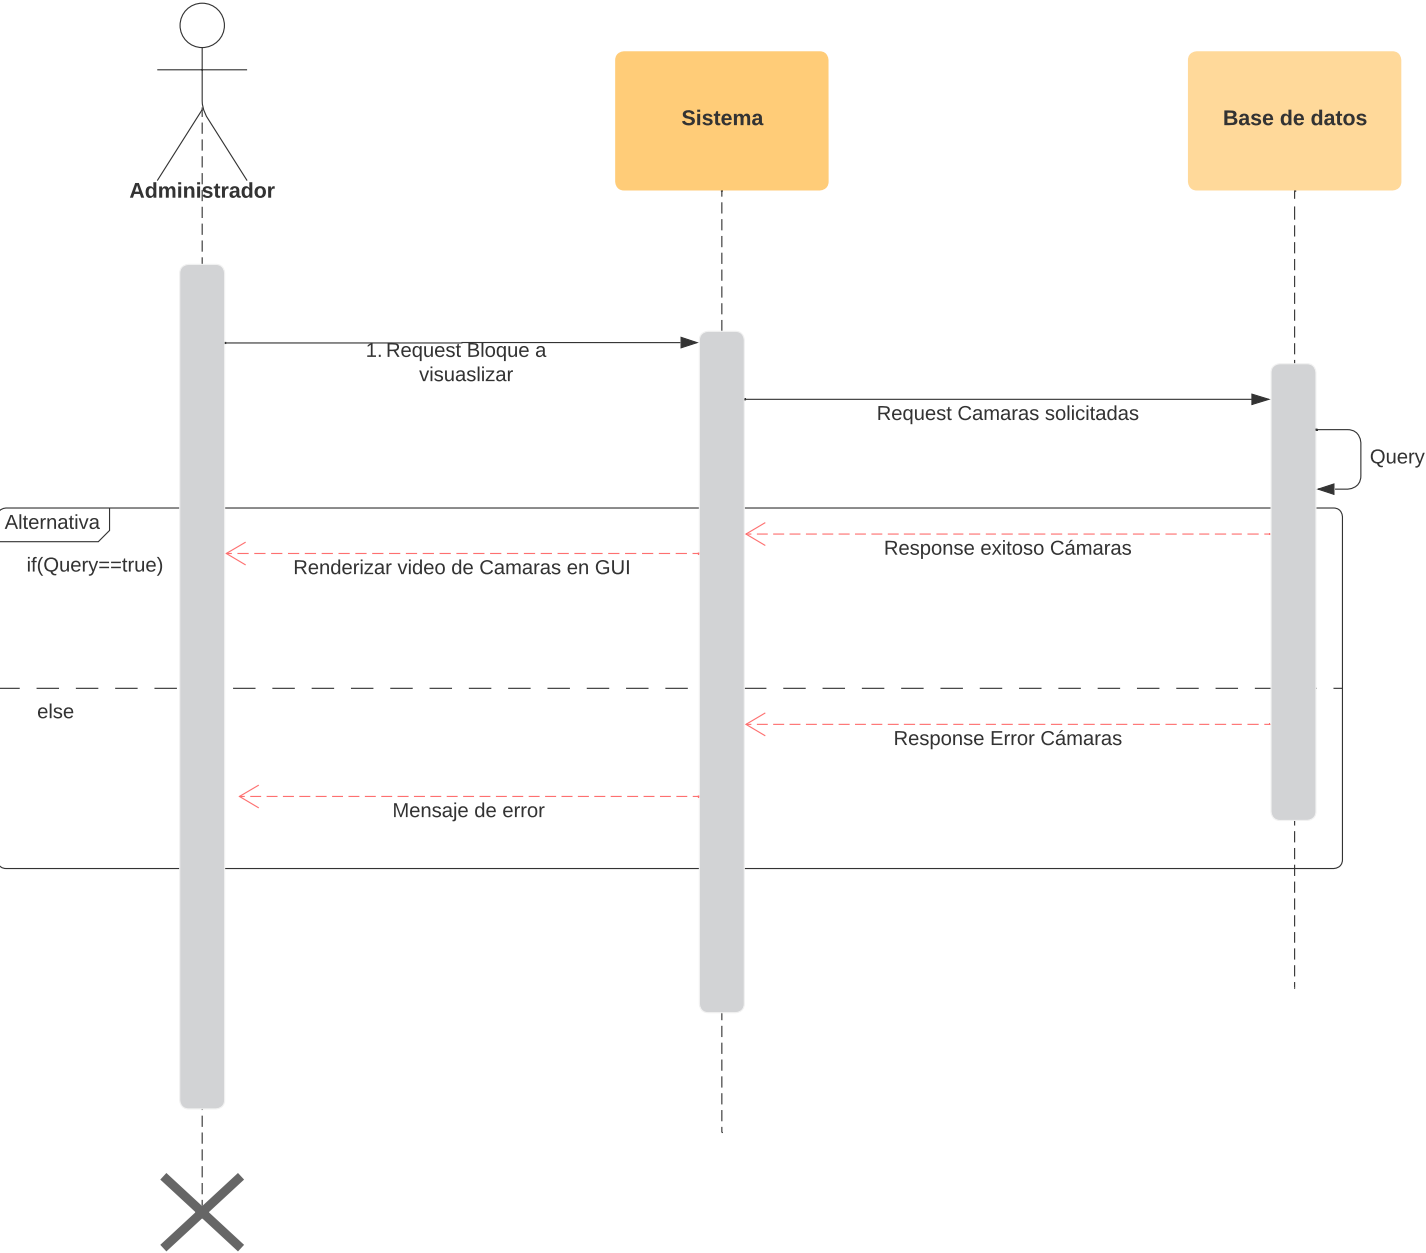 Administrador
Sistema
Base de datos
1. Request Bloque a
visuaslizar
Request Camaras solicitadas
Query
Alternativa
if(Query==true)
Response exitoso Cámaras
Renderizar video de Camaras en GUI
else
Response Error Cámaras
Mensaje de error